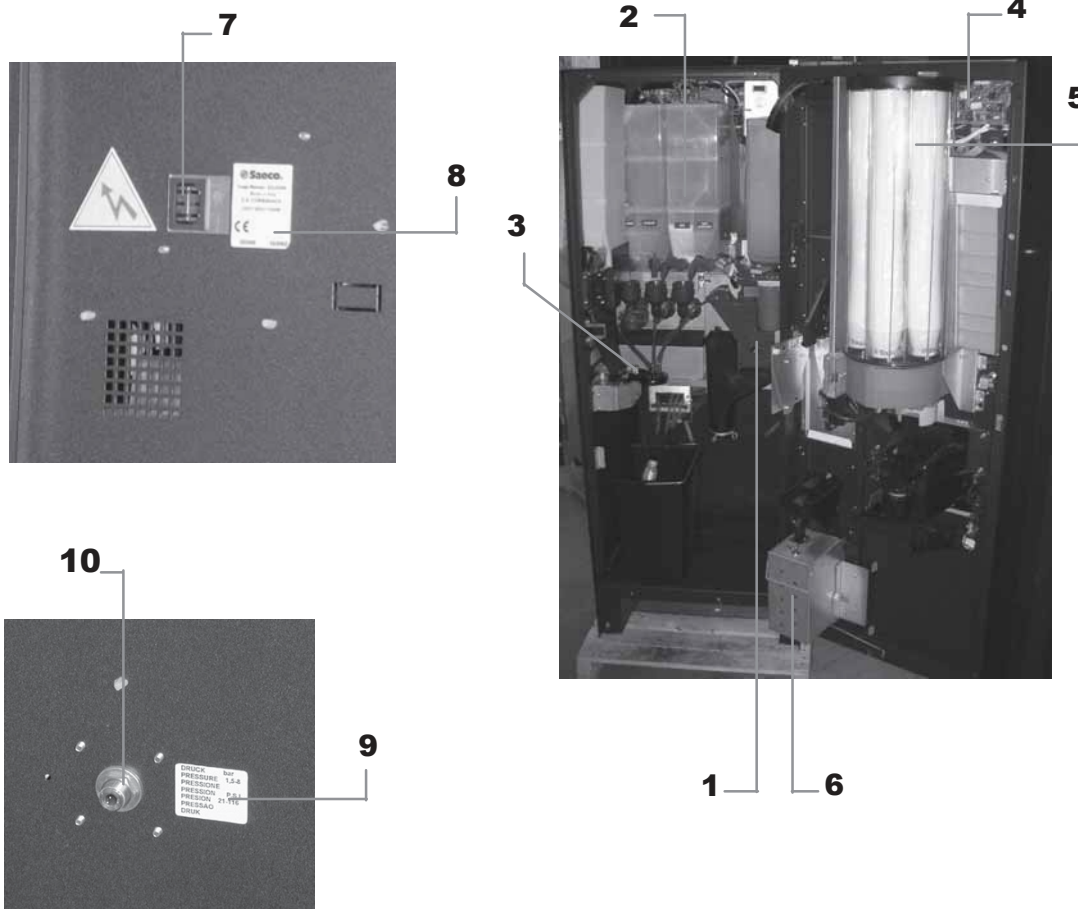 7
2
4
5
8
3
Saeco.
CE
10
9
DRUCK bar
PRESSURE 1,5-8
PRESSIONE
PRESSION P.S.I.
PRESION 21-116
PRESSÃO
DRUK
1
6